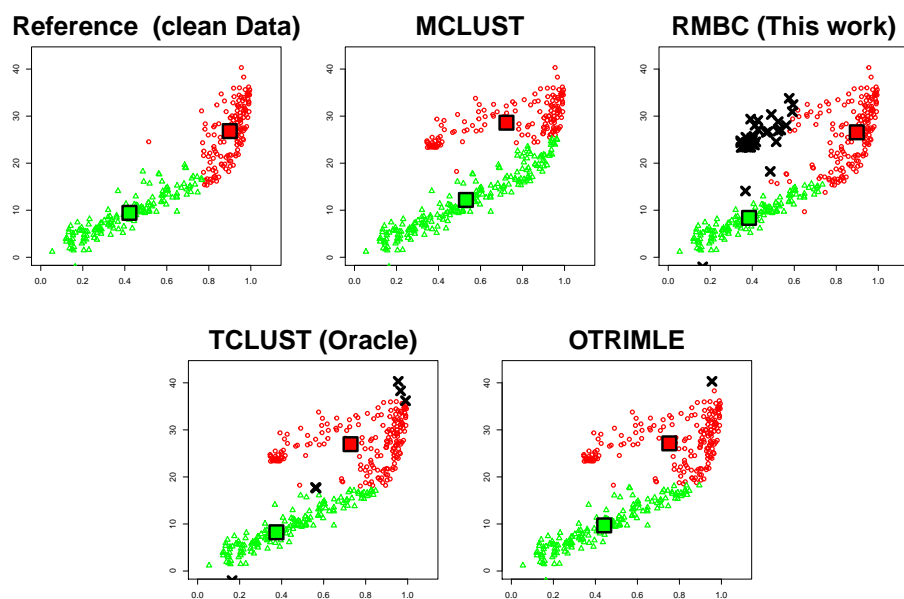 Reference (clean Data) MCLUST RMBC (This work)
40 40 40
30 30 30
20 20 20
10 10 10
0 0 0
0.0 0.2 0.4 0.6 0.8 1.0 0.0 0.2 0.4 0.6 0.8 1.0 0.0 0.2 0.4 0.6 0.8 1.0
TCLUST (Oracle) OTRIMLE
40 40
30 30
20 20
10 10
0 0
0.0 0.2 0.4 0.6 0.8 1.0 0.0 0.2 0.4 0.6 0.8 1.0